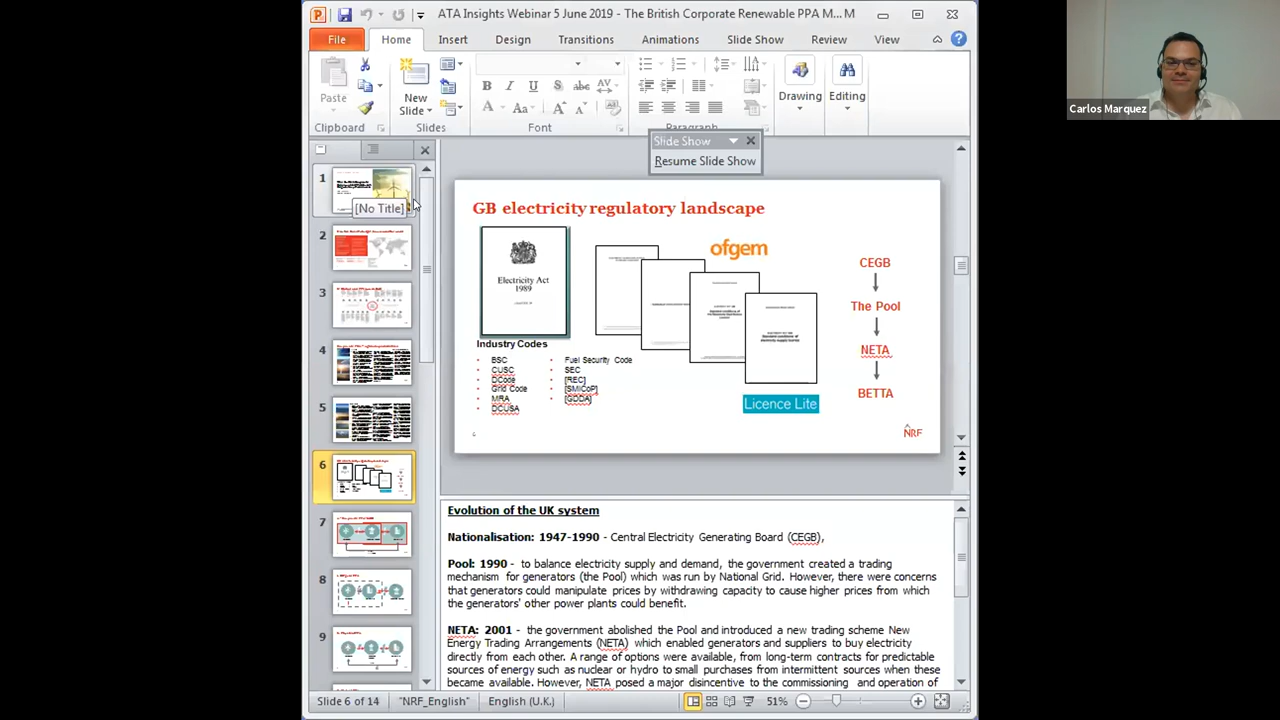 ATA Insights Webinar 5 June 2019 - The British Corporate Renewable PPA M... M
File Home Insert Design Transitions Animations Slide Show Review View
Paste
New
Slide
Drawing
Editing
Clipboard Slides Font Paragraph
Slide Show
Resume Slide Show
Carlos Marquez
1
[No Title]
2
3
4
5
6
7
8
9
GB electricity regulatory landscape
Electricity Act
1989
ofgem
CEGB
The Pool
NETA
BETTA
Industry Codes
BSC
CUSC
DCode
Grid Code
MRA
DCUSA
Fuel Security Code
SEC
[REC]
[SMICoP]
[GDDA]
Licence Lite
NRF
Evolution of the UK system
Nationalisation: 1947-1990 - Central Electricity Generating Board (CEGB),
Pool: 1990 - to balance electricity supply and demand, the government created a trading
mechanism for generators (the Pool) which was run by National Grid. However, there were concerns
that generators could manipulate prices by withdrawing capacity to cause higher prices from which
the generators' other power plants could benefit.
NETA: 2001 - the government abolished the Pool and introduced a new trading scheme New
Energy Trading Arrangements (NETA) which enabled generators and suppliers to buy electricity
directly from each other. A range of options were available, from long-term contracts for predictable
sources of energy such as nuclear or hydro to small purchases from intermittent sources when these
became available. However, NETA posed a major disincentive to the commissioning and operation of
Slide 6 of 14 "NRF_English" English (U.K.) 51%